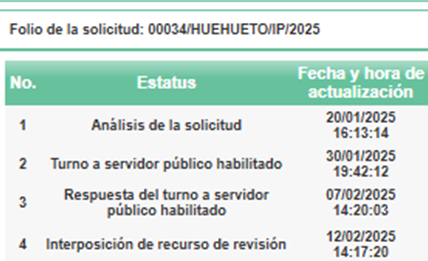 Folio de la solicitud: 00034/HUEHUETO/IP/2025
No. Estatus Fecha y hora de
actualización
1 Análisis de la solicitud 20/01/2025
16:13:14
2 Turno a servidor público habilitado 30/01/2025
19:42:12
3 Respuesta del turno a servidor
público habilitado 07/02/2025
14:20:03
4 Interposición de recurso de revisión 12/02/2025
14:17:20